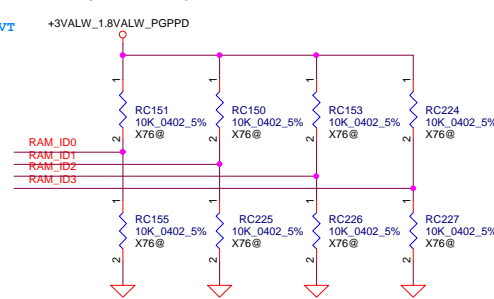 VT
+3VALW_1.8VALW_PGPPD
1 1 1 1
RC151 RC150 RC153 RC224
10K_0402_5% 10K_0402_5% 10K_0402_5% 10K_0402_5%
X76@ X76@ X76@ X76@
2 2 2 2
RAM_ID0
RAM_ID1
RAM_ID2
RAM_ID3
1 1 1 1
RC155 RC225 RC226 RC227
10K_0402_5% 10K_0402_5% 10K_0402_5% 10K_0402_5%
X76@ X76@ X76@ X76@
2 2 2 2